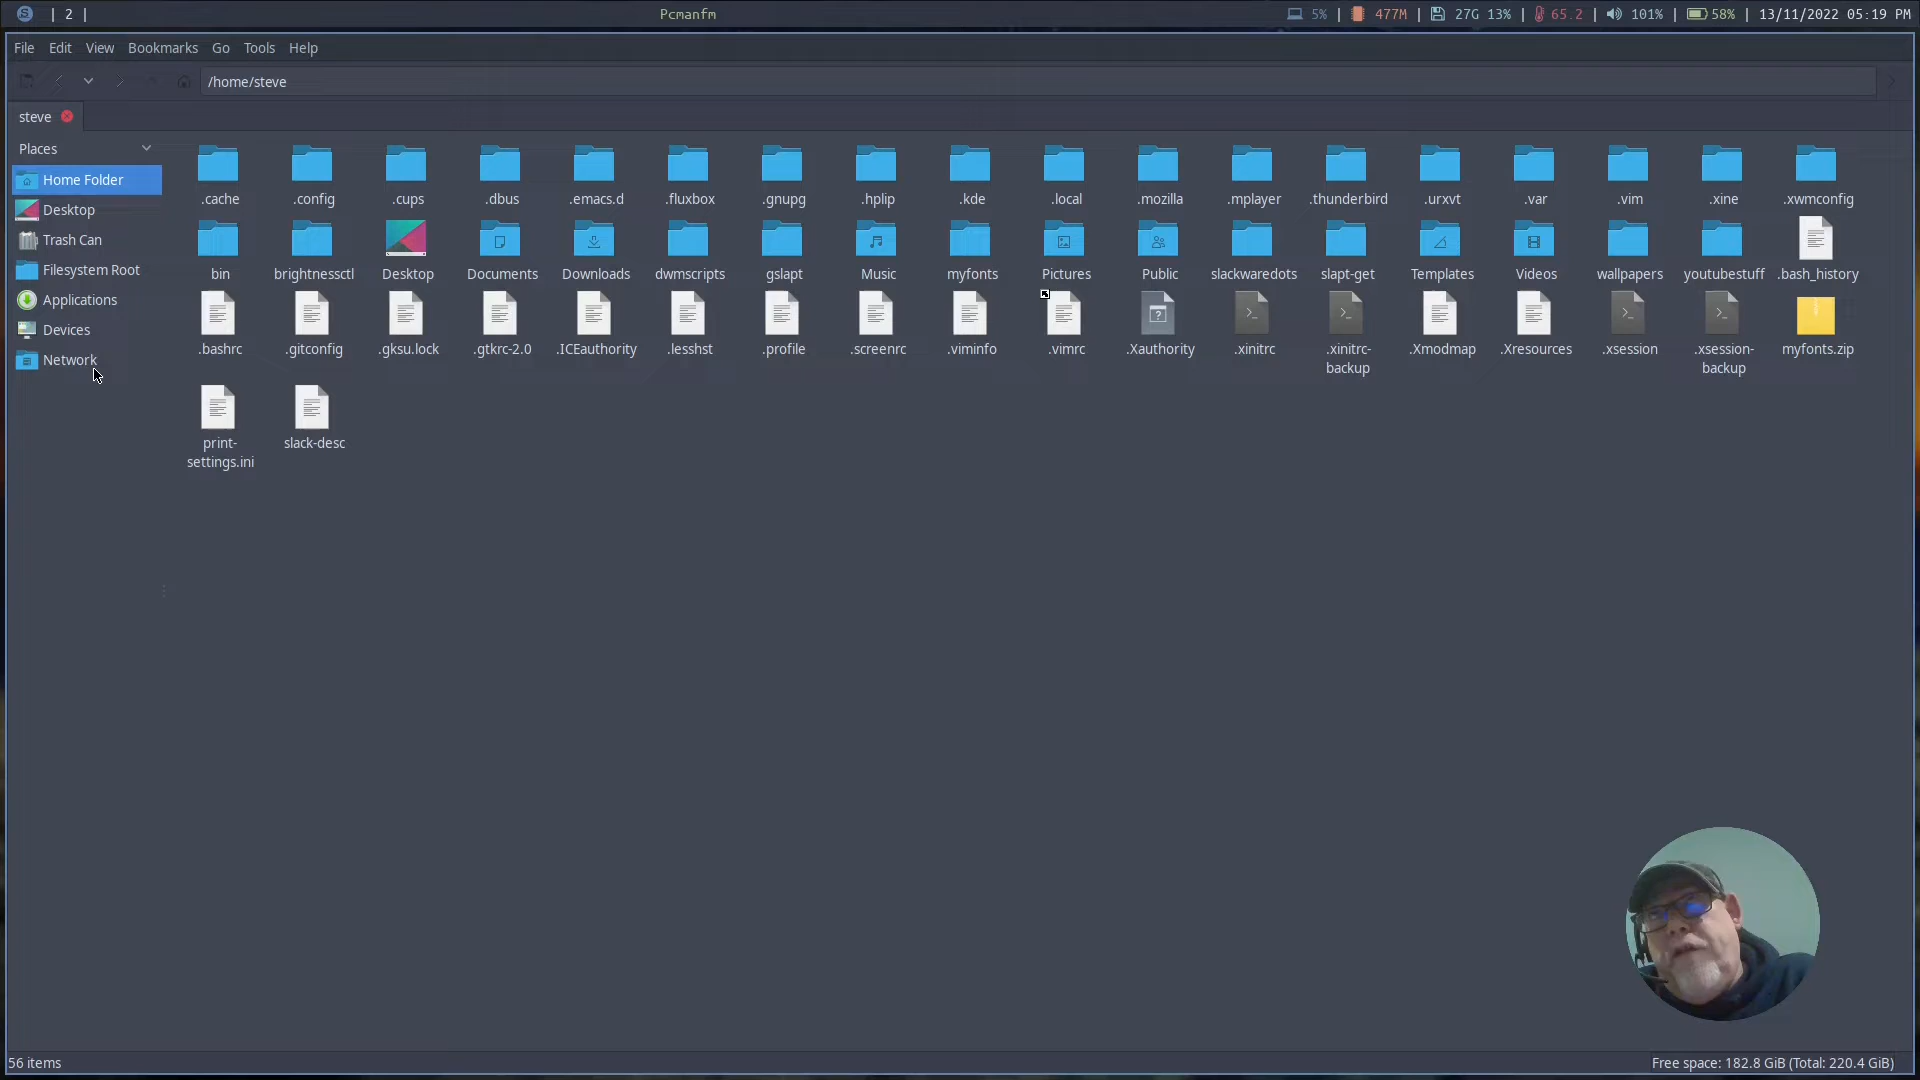 S | 2 | Pcmanfm 5% | 477M | 27G 13% | 65.2 | 101% | 58% | 13/11/2022 05:19 PM
File Edit View Bookmarks Go Tools Help
/home/steve
steve
Places
Home Folder
Desktop
Trash Can
Filesystem Root
Applications
Devices
Network
.cache .config .cups .dbus .emacs.d .fluxbox .gnupg .hplip .kde .local .mozilla .mplayer .thunderbird .urxvt .var .vim .xine .xwmconfig
bin brightnessctl Desktop Documents Downloads dwmscripts gslapt Music myfonts Pictures Public slackwaredots slapt-get Templates Videos wallpapers youtubestuff .bash_history
.bashrc .gitconfig .gksu.lock .gtkrc-2.0 .ICEauthority .lesshst .profile .screenrc .viminfo .vimrc .Xauthority .xinitrc .xinitrc- .Xmodmap .Xresources .xsession .xsession- myfonts.zip
backup backup
print- slack-desc
settings.ini
56 items Free space: 182.8 GiB (Total: 220.4 GiB)